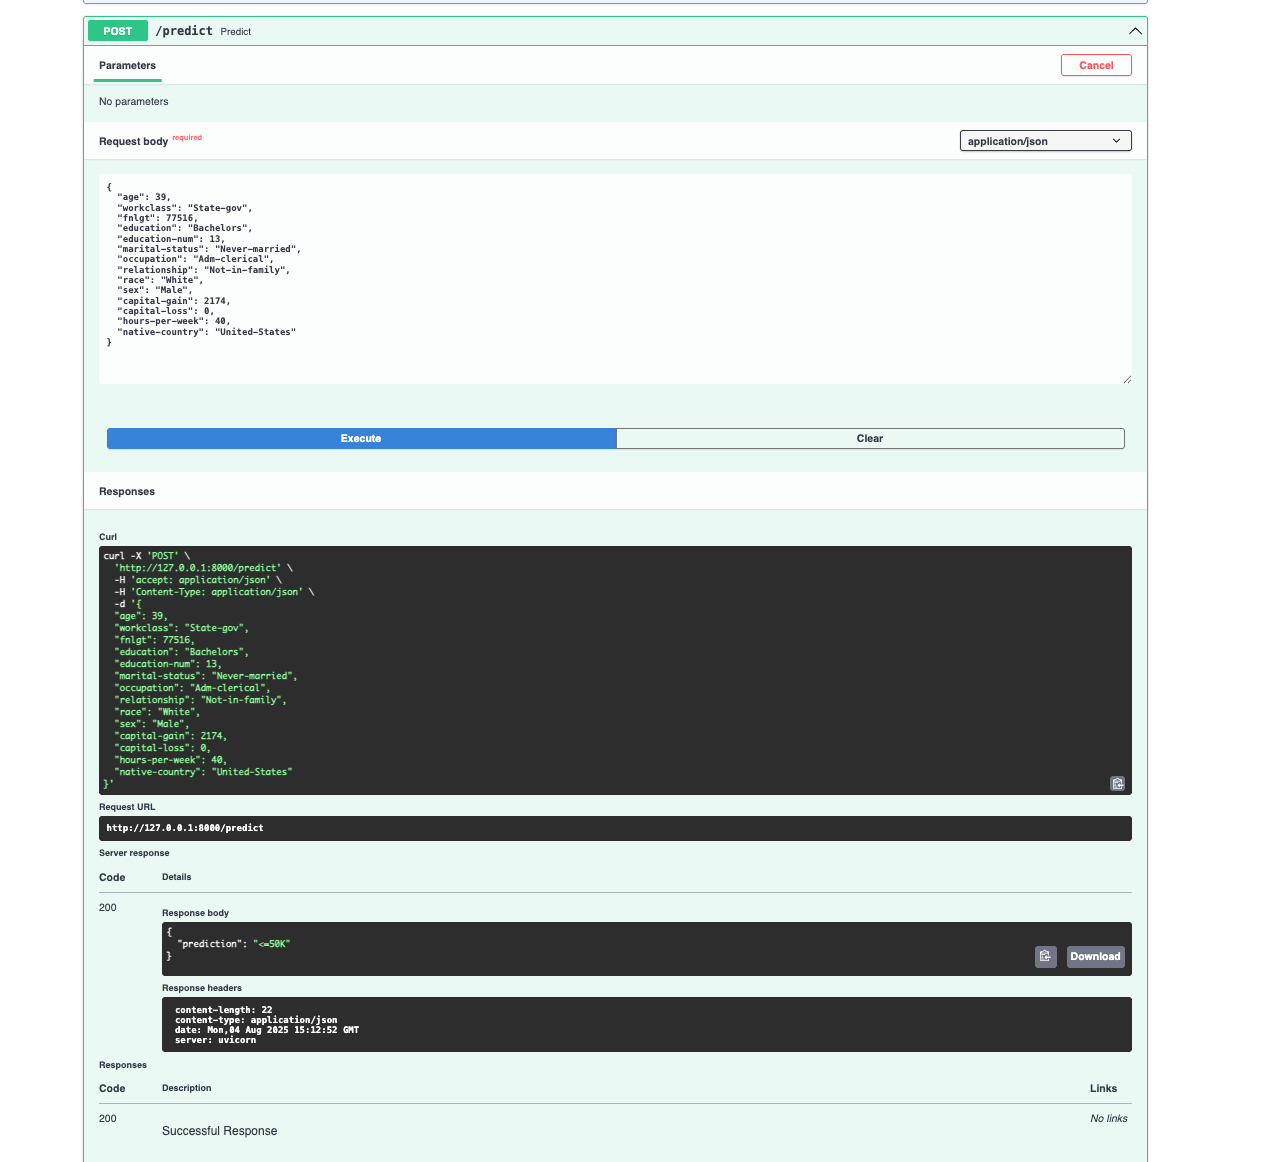 POST /predict Predict
Parameters
Cancel
No parameters
Request body required
application/json
{
  "age": 39,
  "workclass": "State-gov",
  "fnlgt": 77516,
  "education": "Bachelors",
  "education-num": 13,
  "marital-status": "Never-married",
  "occupation": "Adm-clerical",
  "relationship": "Not-in-family",
  "race": "White",
  "sex": "Male",
  "capital-gain": 2174,
  "capital-loss": 0,
  "hours-per-week": 40,
  "native-country": "United-States"
}
Execute
Clear
Responses
Curl
curl -X 'POST' \
  'http://127.0.0.1:8000/predict' \
  -H 'accept: application/json' \
  -H 'Content-Type: application/json' \
  -d '{
  "age": 39,
  "workclass": "State-gov",
  "fnlgt": 77516,
  "education": "Bachelors",
  "education-num": 13,
  "marital-status": "Never-married",
  "occupation": "Adm-clerical",
  "relationship": "Not-in-family",
  "race": "White",
  "sex": "Male",
  "capital-gain": 2174,
  "capital-loss": 0,
  "hours-per-week": 40,
  "native-country": "United-States"
}'
Request URL
http://127.0.0.1:8000/predict
Server response
Code Details
200
Response body
{
  "prediction": "<=50K"
}
Download
Response headers
content-length: 22
content-type: application/json
date: Mon,04 Aug 2025 15:12:52 GMT
server: uvicorn
Responses
Code Description Links
200
Successful Response
No links